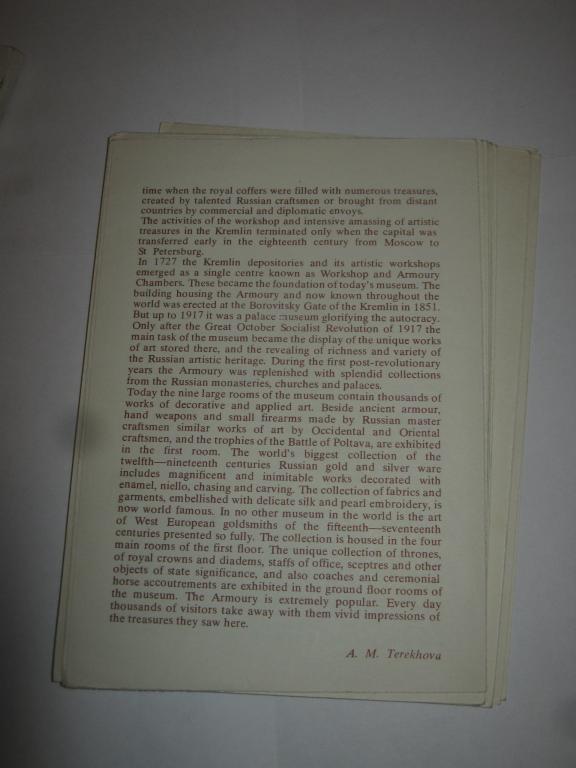 time when the royal coffers were filled with numerous treasures,
created by talented Russian craftsmen or brought from distant
countries by commercial and diplomatic envoys.
The activities of the workshop and intensive amassing of artistic
treasures in the Kremlin terminated only when the capital was
transferred early in the eighteenth century from Moscow to
St Petersburg.
In 1727 the Kremlin depositories and its artistic workshops
emerged as a single centre known as Workshop and Armoury
Chambers. These became the foundation of today's museum. The
building housing the Armoury and now known throughout the
world was erected at the Borovitsky Gate of the Kremlin in 1851.
But up to 1917 it was a palace museum glorifying the autocracy.
Only after the Great October Socialist Revolution of 1917 the
main task of the museum became the display of the unique works
of art stored there, and the revealing of richness and variety of
the Russian artistic heritage. During the first post-revolutionary
years the Armoury was replenished with splendid collections
from the Russian monasteries, churches and palaces.
Today the nine large rooms of the museum contain thousands of
works of decorative and applied art. Beside ancient armour,
hand weapons and small firearms made by Russian master
craftsmen similar works of art by Occidental and Oriental
craftsmen, and the trophies of the Battle of Poltava, are exhibited
in the first room. The world's biggest collection of the
twelfth—nineteenth centuries Russian gold and silver ware
includes magnificent and inimitable works decorated with
enamel, niello, chasing and carving. The collection of fabrics and
garments, embellished with delicate silk and pearl embroidery, is
now world famous. In no other museum in the world is the art
of West European goldsmiths of the fifteenth—seventeenth
centuries presented so fully. The collection is housed in the four
main rooms of the first floor. The unique collection of thrones,
of royal crowns and diadems, staffs of office, sceptres and other
objects of state significance, and also coaches and ceremonial
horse accoutrements are exhibited in the ground floor rooms of
the museum. The Armoury is extremely popular. Every day
thousands of visitors take away with them vivid impressions of
the treasures they saw here.
A. M. Terekhova